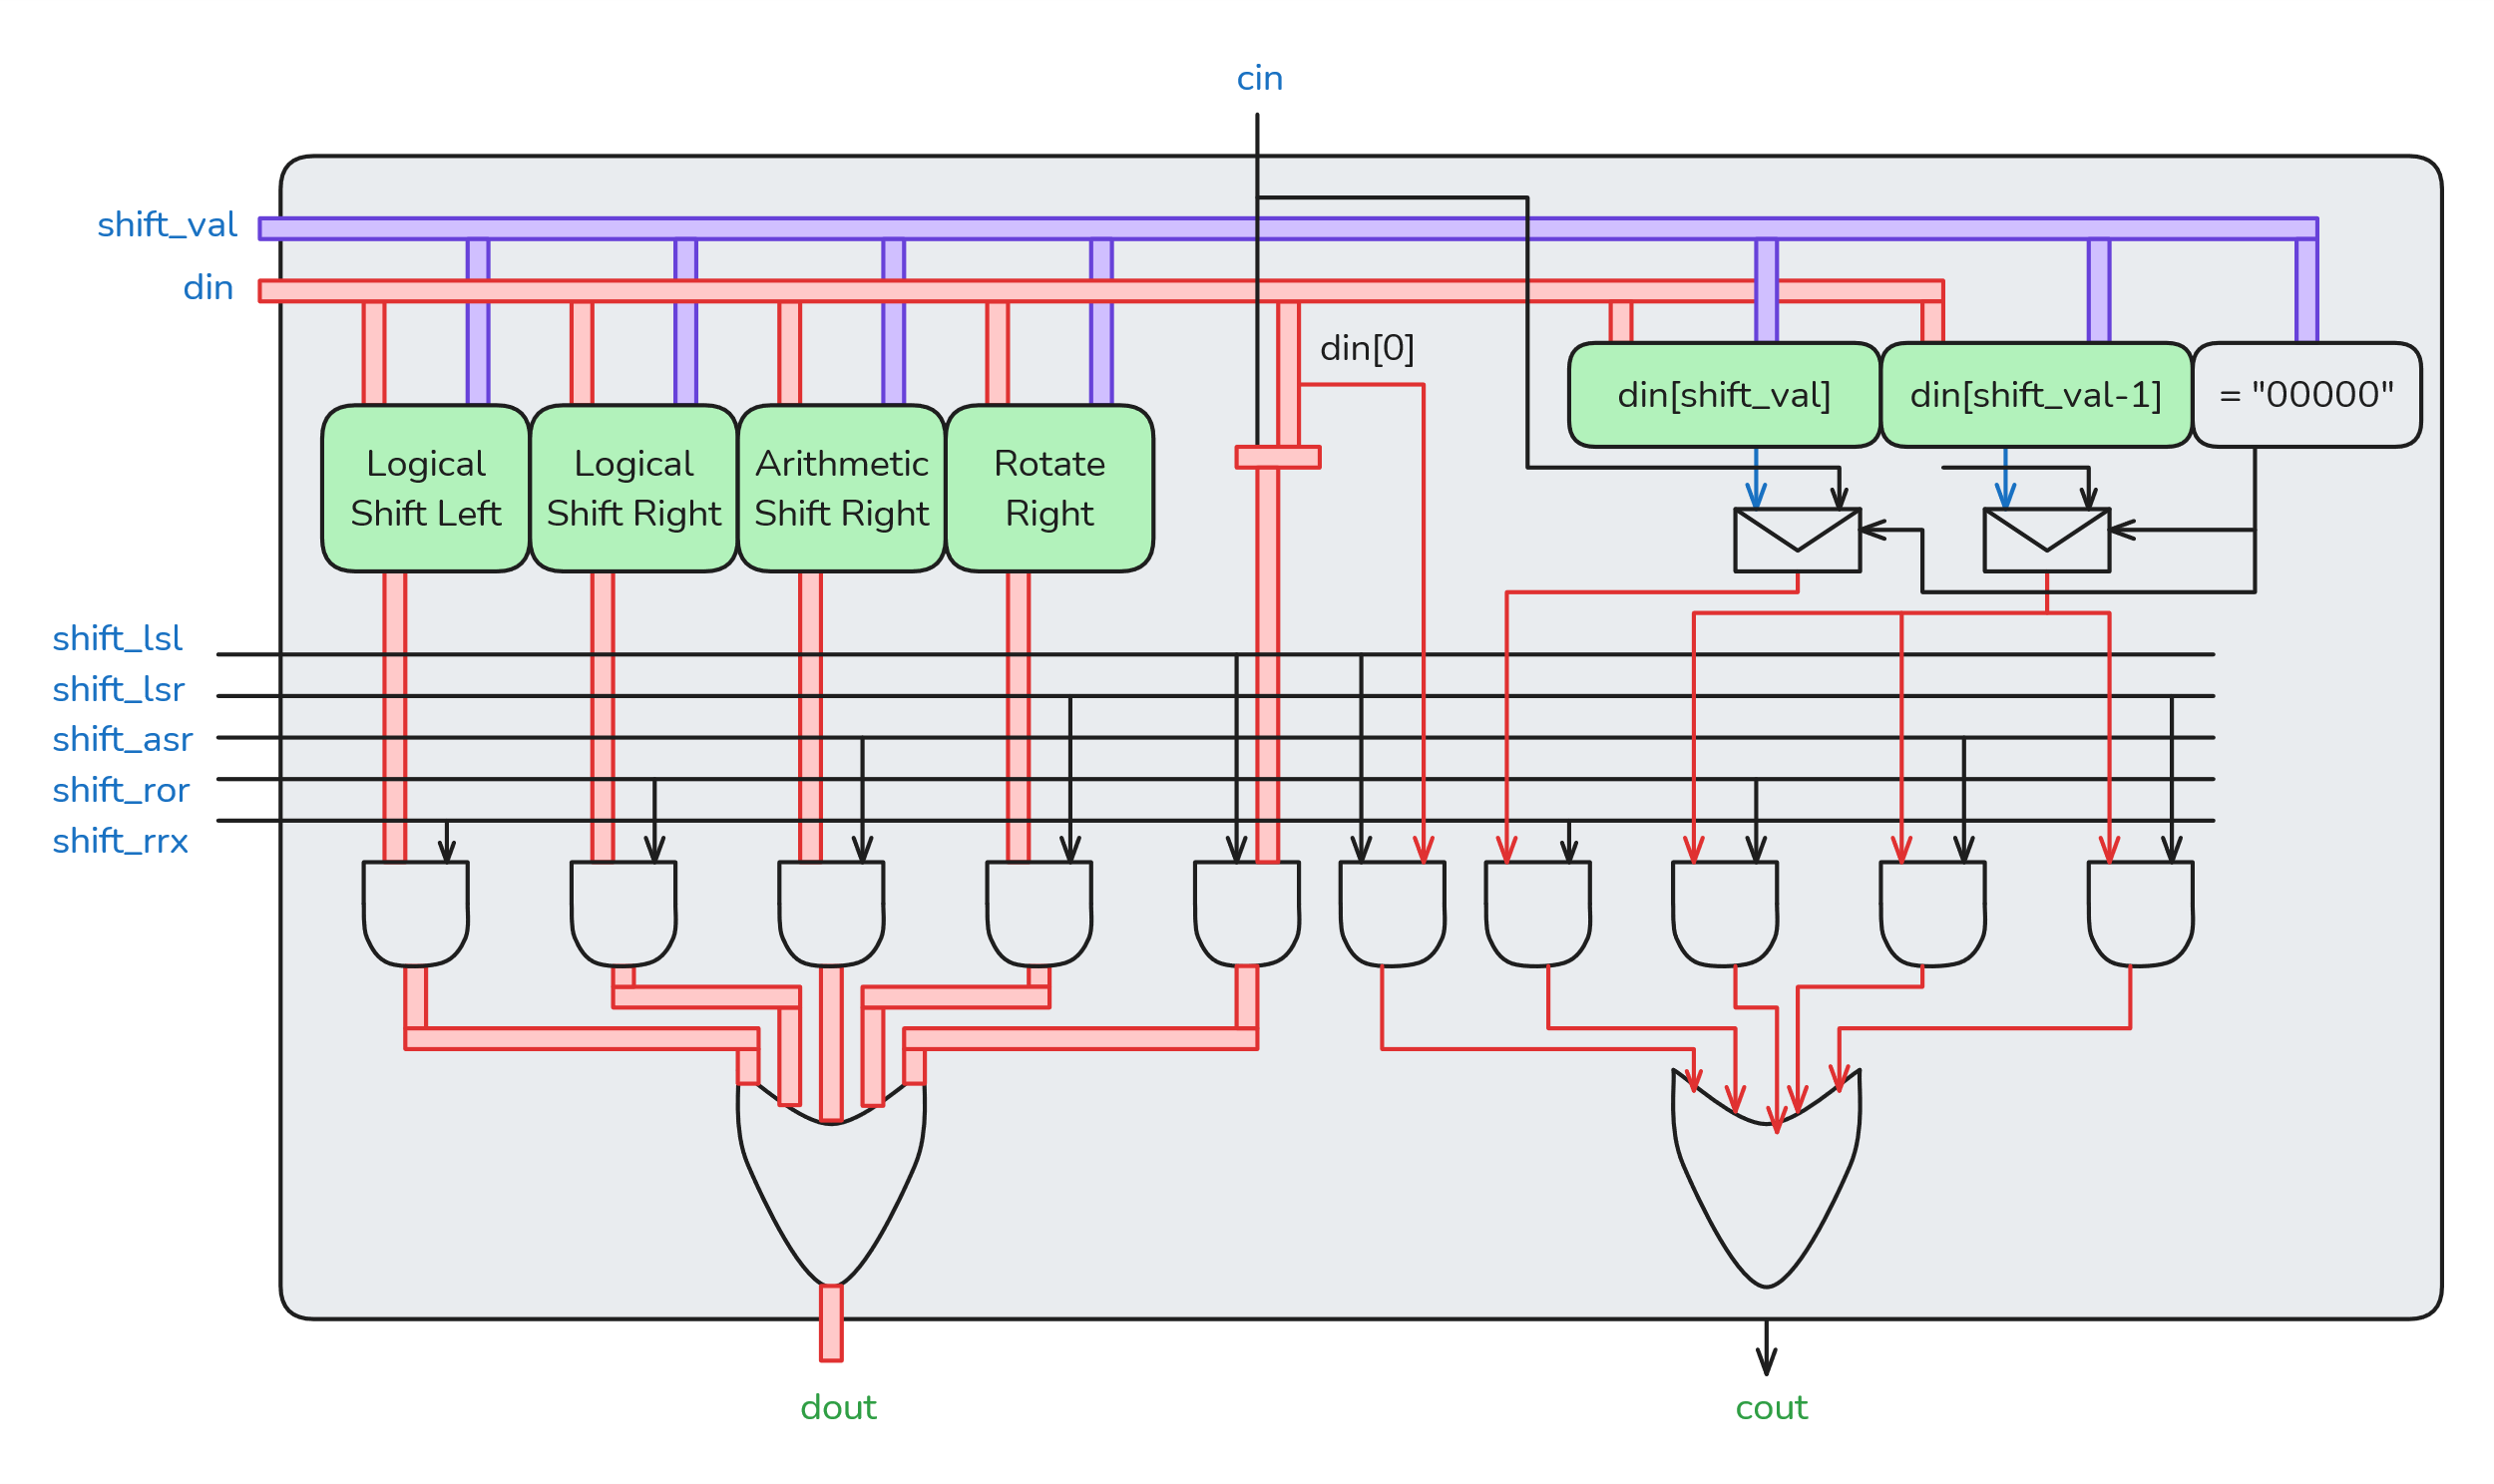 cin
shift_val
din
din[0]
din[shift_val]
din[shift_val-1]
= "00000"
Logical
Shift Left
Logical
Shift Right
Arithmetic
Shift Right
Rotate
Right
shift_lsl
shift_lsr
shift_asr
shift_ror
shift_rrx
dout
cout